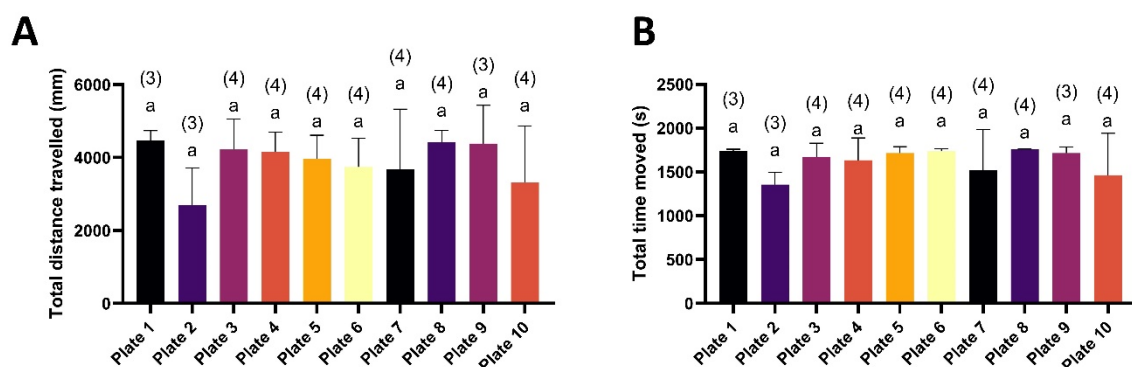 A
Total distance travelled (mm)
6000
4000
2000
0
(3)
a
(3)
a
(4)
a
(4)
a
(4)
a
(4)
a
(4)
a
(4)
a
(3)
a
(4)
a
Plate 1
Plate 2
Plate 3
Plate 4
Plate 5
Plate 6
Plate 7
Plate 8
Plate 9
Plate 10
B
Total time moved (s)
2500
2000
1500
1000
500
0
(3)
a
(3)
a
(4)
a
(4)
a
(4)
a
(4)
a
(4)
a
(4)
a
(3)
a
(4)
a
Plate 1
Plate 2
Plate 3
Plate 4
Plate 5
Plate 6
Plate 7
Plate 8
Plate 9
Plate 10